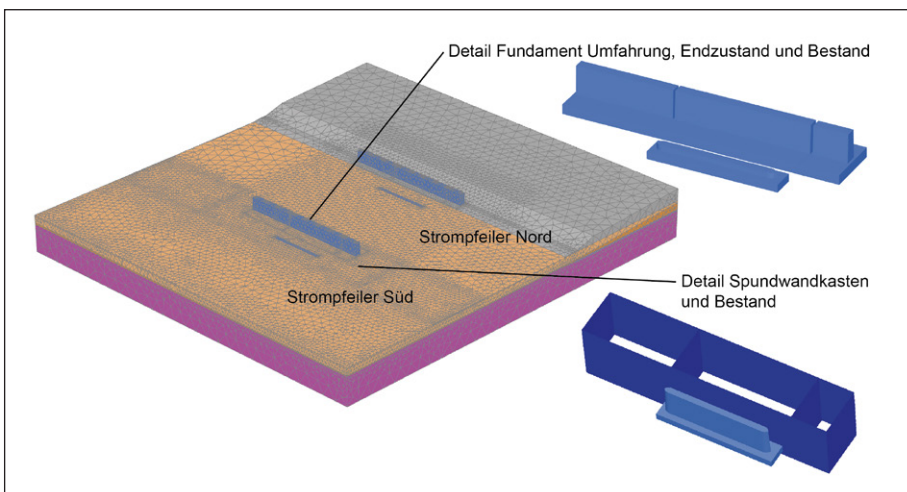 Detail Fundament Umfahrung, Endzustand und Bestand
Strompfeiler Nord
Strompfeiler Süd
Detail Spundwandkasten
und Bestand